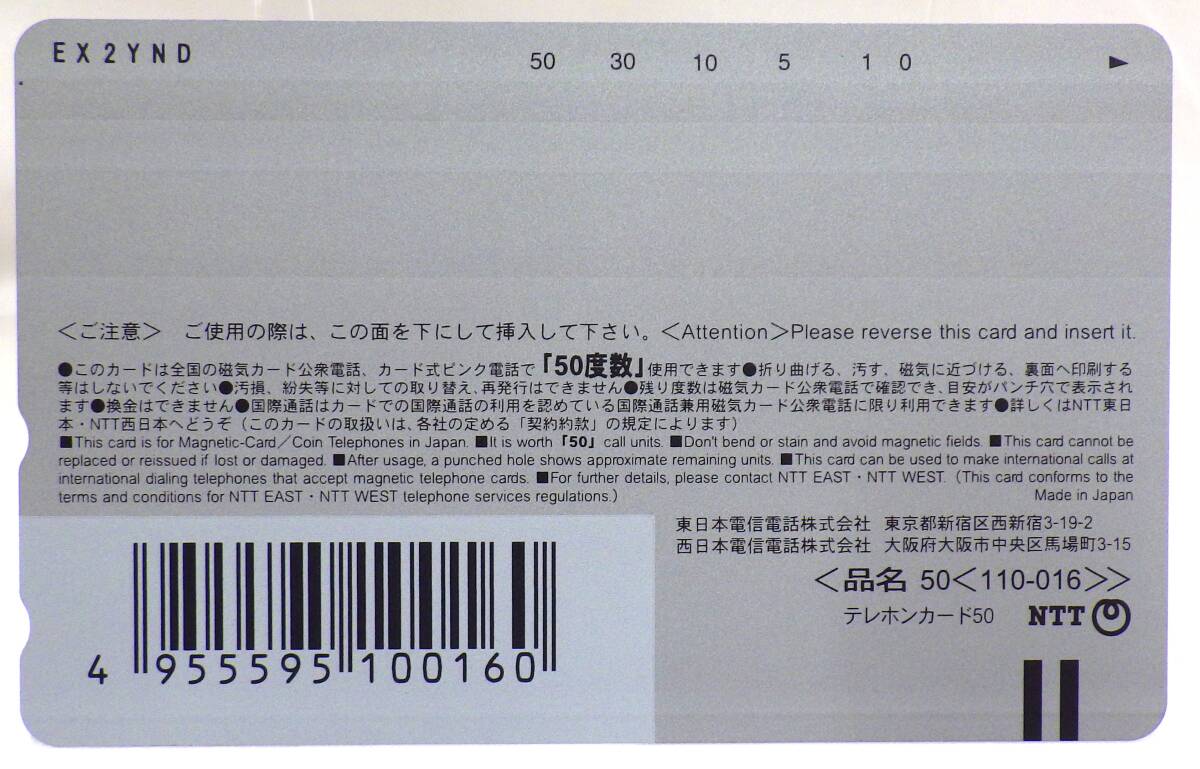 EX2YND
50 30 10 5 1 0 ▶
＜ご注意＞ ご使用の際は、この面を下にして挿入して下さい。＜Attention＞Please reverse this card and insert it.
●このカードは全国の磁気カード公衆電話、カード式ピンク電話で「50度数」使用できます●折り曲げる、汚す、磁気に近づける、裏面へ印刷する
等はしないでください●汚損、紛失等に対しての取り替え、再発行はできません●残り度数は磁気カード公衆電話で確認でき、目安がパンチ穴で表示され
ます●換金はできません●国際通話はカードでの国際通話の利用を認めている国際通話兼用磁気カード公衆電話に限り利用できます●詳しくはNTT東日
本・NTT西日本へどうぞ（このカードの取扱いは、各社の定める「契約約款」の規定によります）
■This card is for Magnetic-Card／Coin Telephones in Japan. ■It is worth「50」call units. ■Don't bend or stain and avoid magnetic fields. ■This card cannot be
replaced or reissued if lost or damaged. ■After usage, a punched hole shows approximate remaining units. ■This card can be used to make international calls at
international dialing telephones that accept magnetic telephone cards. ■For further details, please contact NTT EAST・NTT WEST. (This card conforms to the
terms and conditions for NTT EAST・NTT WEST telephone services regulations.)
Made in Japan
東日本電信電話株式会社 東京都新宿区西新宿3-19-2
西日本電信電話株式会社 大阪府大阪市中央区馬場町3-15
＜品名 50＜110-016＞＞
テレホンカード50 NTT
4 955595 100160